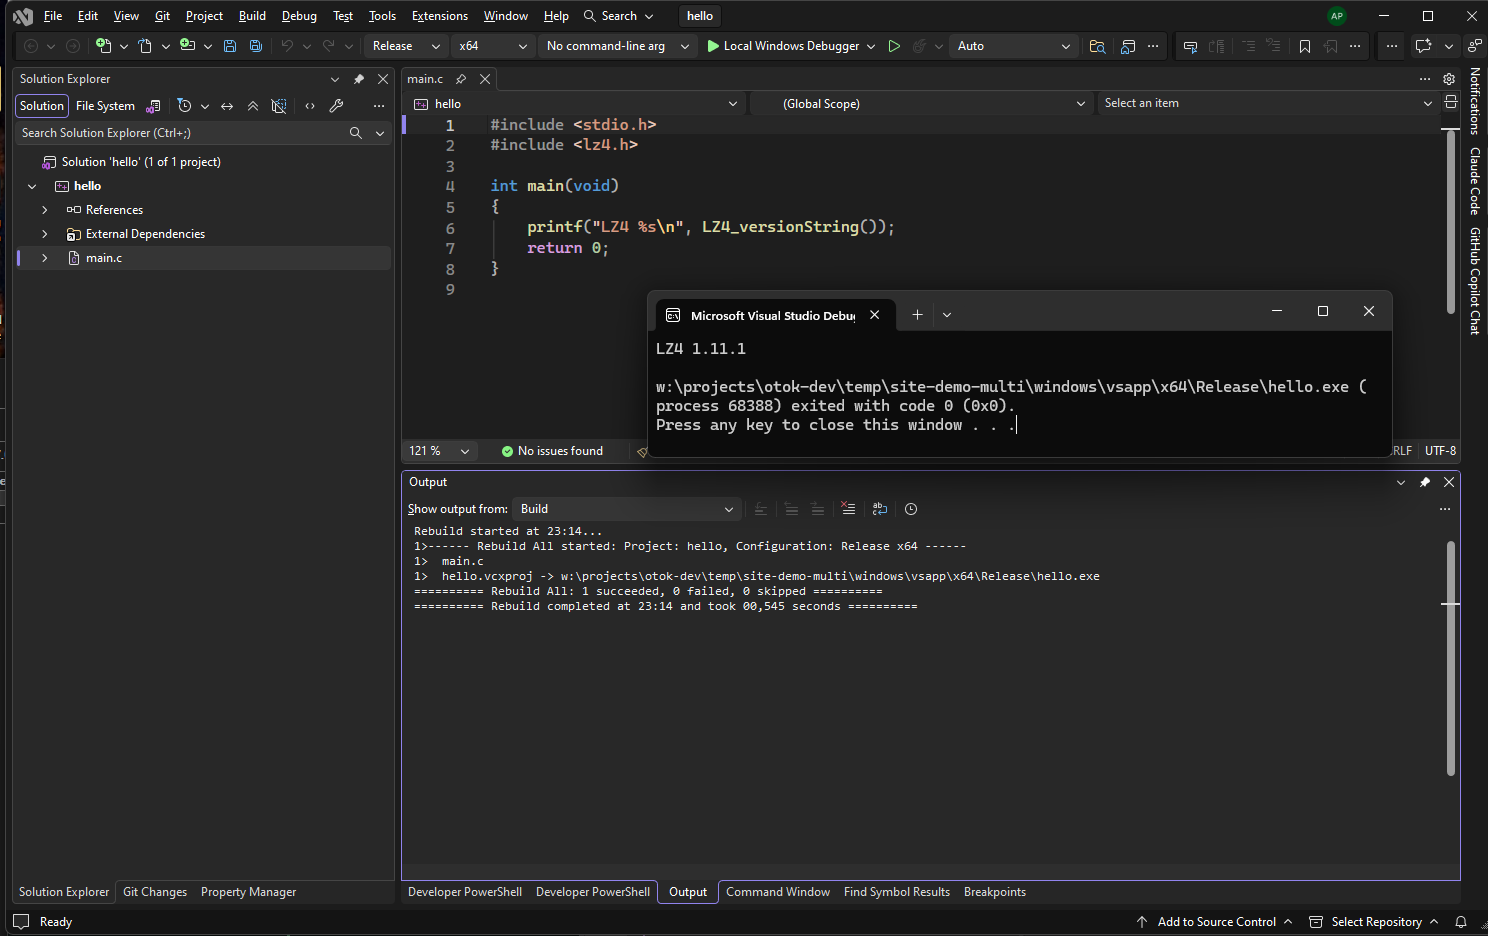 File Edit View Git Project Build Debug Test Tools Extensions Window Help Search hello AP
Release x64 No command-line arg Local Windows Debugger Auto
Solution Explorer
Solution File System
Search Solution Explorer (Ctrl+;)
Solution 'hello' (1 of 1 project)
hello
References
External Dependencies
main.c
main.c
hello (Global Scope) Select an item
1 #include <stdio.h>
2 #include <lz4.h>
3
4 int main(void)
5 {
6 printf("LZ4 %s\n", LZ4_versionString());
7 return 0;
8 }
9
Microsoft Visual Studio Debug
LZ4 1.11.1
w:\projects\otok-dev\temp\site-demo-multi\windows\vsapp\x64\Release\hello.exe (
process 68388) exited with code 0 (0x0).
Press any key to close this window . . .
121 % No issues found RLF UTF-8
Output
Show output from: Build
Rebuild started at 23:14...
1>------ Rebuild All started: Project: hello, Configuration: Release x64 ------
1> main.c
1> hello.vcxproj -> w:\projects\otok-dev\temp\site-demo-multi\windows\vsapp\x64\Release\hello.exe
========== Rebuild All: 1 succeeded, 0 failed, 0 skipped ==========
========== Rebuild completed at 23:14 and took 00,545 seconds ==========
Notifications
Claude Code
GitHub Copilot Chat
Solution Explorer Git Changes Property Manager
Developer PowerShell Developer PowerShell Output Command Window Find Symbol Results Breakpoints
Ready Add to Source Control Select Repository